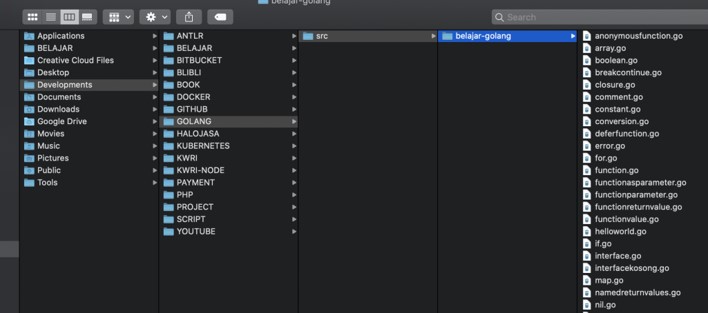 belajar-golang
Search
Applications
BELAJAR
Creative Cloud Files
Desktop
Developments
Documents
Downloads
Google Drive
Movies
Music
Pictures
Public
Tools
ANTLR
BELAJAR
BITBUCKET
BLIBLI
BOOK
DOCKER
GITHUB
GOLANG
HALOJASA
KUBERNETES
KWRI
KWRI-NODE
PAYMENT
PHP
PROJECT
SCRIPT
YOUTUBE
src
belajar-golang
anonymousfunction.go
array.go
boolean.go
breakcontinue.go
closure.go
comment.go
constant.go
conversion.go
deferfunction.go
error.go
for.go
function.go
functionasparameter.go
functionparameter.go
functionreturnvalue.go
functionvalue.go
helloworld.go
if.go
interface.go
interfacekosong.go
map.go
namedreturnvalues.go
nil.go